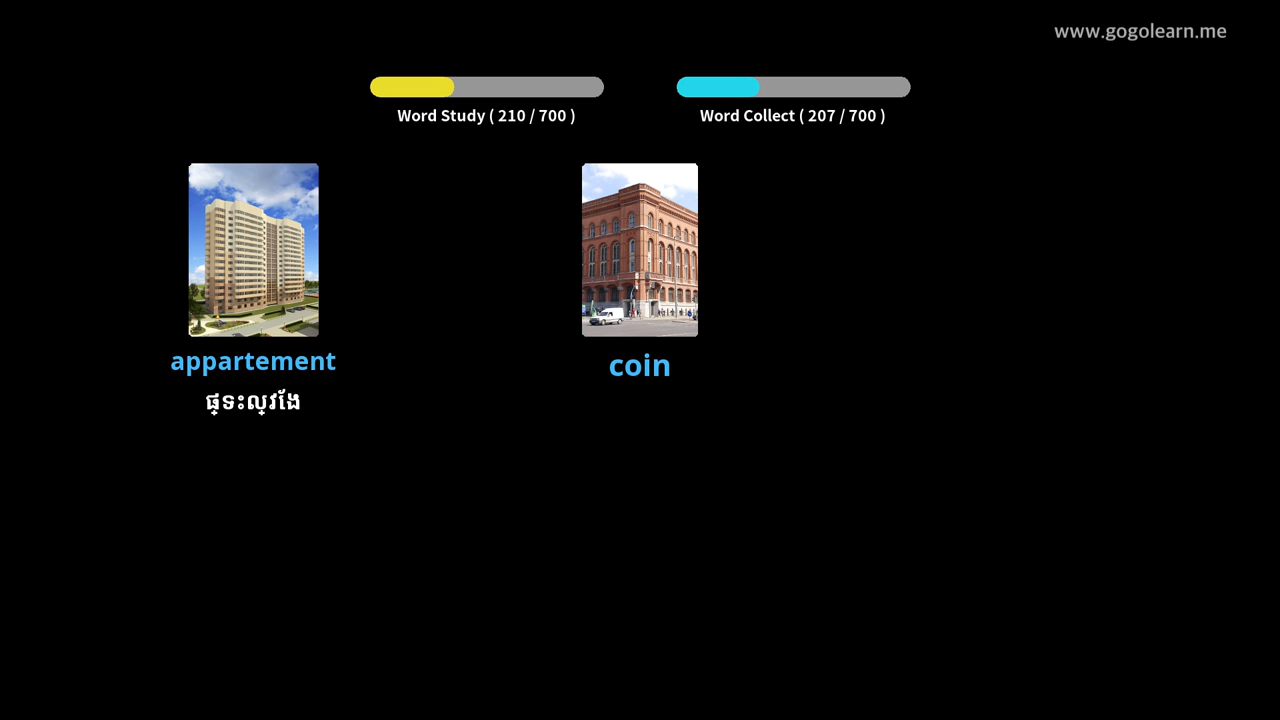 www.gogolearn.me
Word Study ( 210 / 700 )
Word Collect ( 207 / 700 )
appartement
coin
ផ្ទះល្វែង